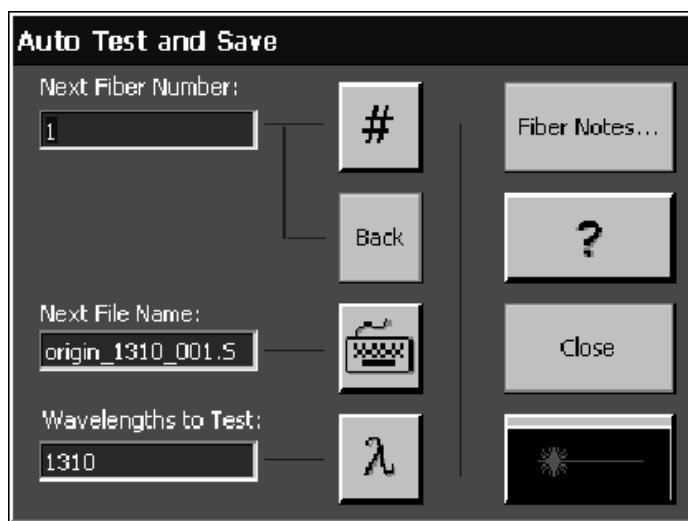 Auto Test and Save
Next Fiber Number:
1
#
Fiber Notes...
Back
?
Next File Name:
origin_1310_001.S
Close
Wavelengths to Test:
1310
λ